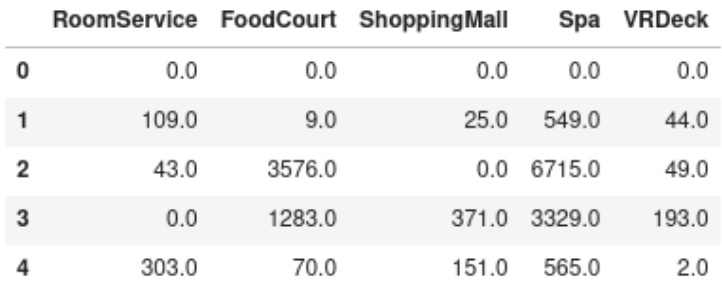 RoomService FoodCourt ShoppingMall Spa VRDeck
0 0.0 0.0 0.0 0.0 0.0
1 109.0 9.0 25.0 549.0 44.0
2 43.0 3576.0 0.0 6715.0 49.0
3 0.0 1283.0 371.0 3329.0 193.0
4 303.0 70.0 151.0 565.0 2.0